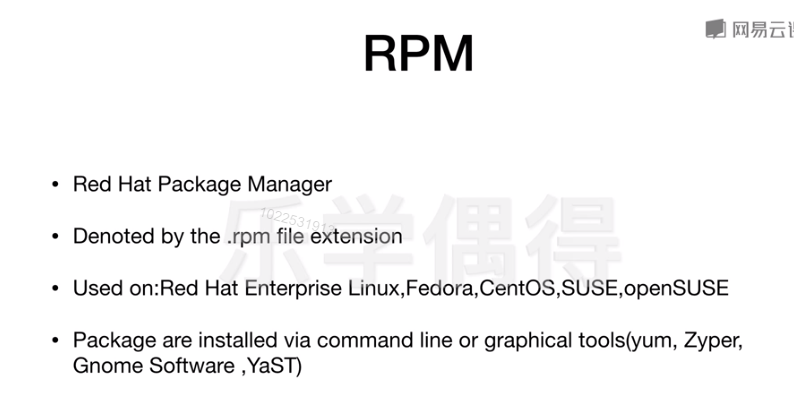 网易云课
RPM
• Red Hat Package Manager
• Denoted by the .rpm file extension
• Used on:Red Hat Enterprise Linux,Fedora,CentOS,SUSE,openSUSE
• Package are installed via command line or graphical tools(yum, Zyper,
Gnome Software ,YaST)
乐学偶得